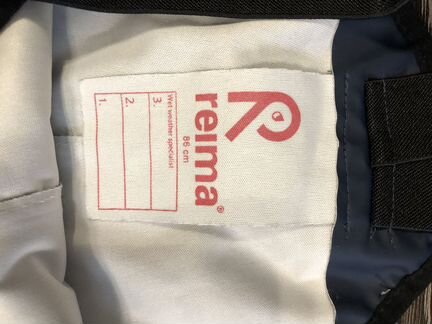 reima®
86 cm
Wet weather specialist
3.
2.
1.